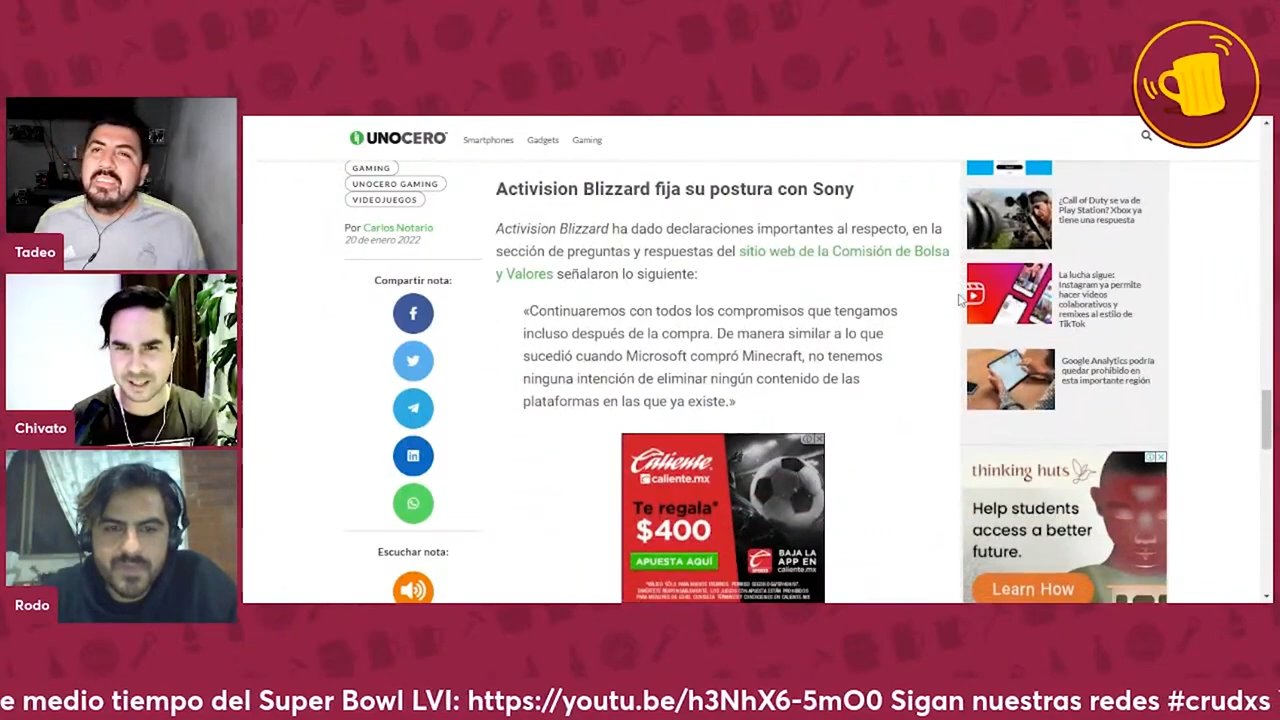 UNOCERO
Smartphones Gadgets Gaming
GAMING
UNOCERO GAMING
VIDEOJUEGOS
Por Carlos Notario
20 de enero 2022
Compartir nota:
Escuchar nota:
Activision Blizzard fija su postura con Sony
Activision Blizzard ha dado declaraciones importantes al respecto, en la
sección de preguntas y respuestas del sitio web de la Comisión de Bolsa
y Valores señalaron lo siguiente:
«Continuaremos con todos los compromisos que tengamos
incluso después de la compra. De manera similar a lo que
sucedió cuando Microsoft compró Minecraft, no tenemos
ninguna intención de eliminar ningún contenido de las
plataformas en las que ya existe.»
Caliente
caliente.mx
Te regala*
$400
APUESTA AQUÍ
BAJA LA
APP EN
caliente.mx
¿Call of Duty se va de
Play Station? Xbox ya
tiene una respuesta
La lucha sigue:
Instagram ya permite
hacer videos
colaborativos y
remixes al estilo de
TikTok
Google Analytics podría
quedar prohibido en
esta importante región
thinking huts
Help students
access a better
future.
Learn How
Tadeo
Chivato
Rodo
e medio tiempo del Super Bowl LVI: https://youtu.be/h3NhX6-5mO0 Sigan nuestras redes #crudxs